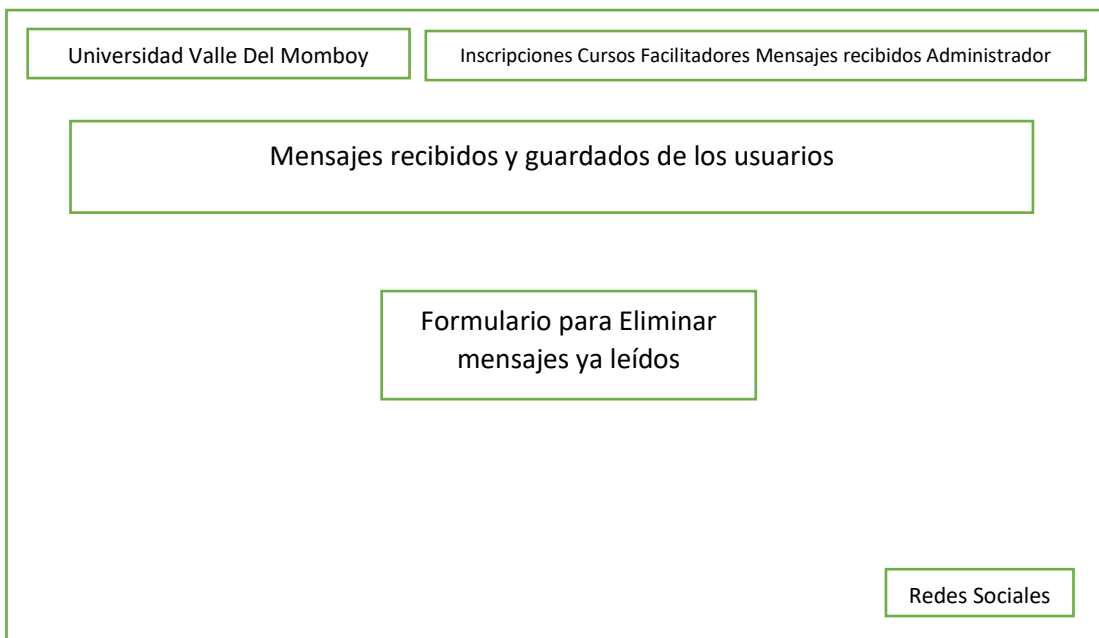 Universidad Valle Del Momboy
Inscripciones Cursos Facilitadores Mensajes recibidos Administrador
Mensajes recibidos y guardados de los usuarios
Formulario para Eliminar
mensajes ya leídos
Redes Sociales